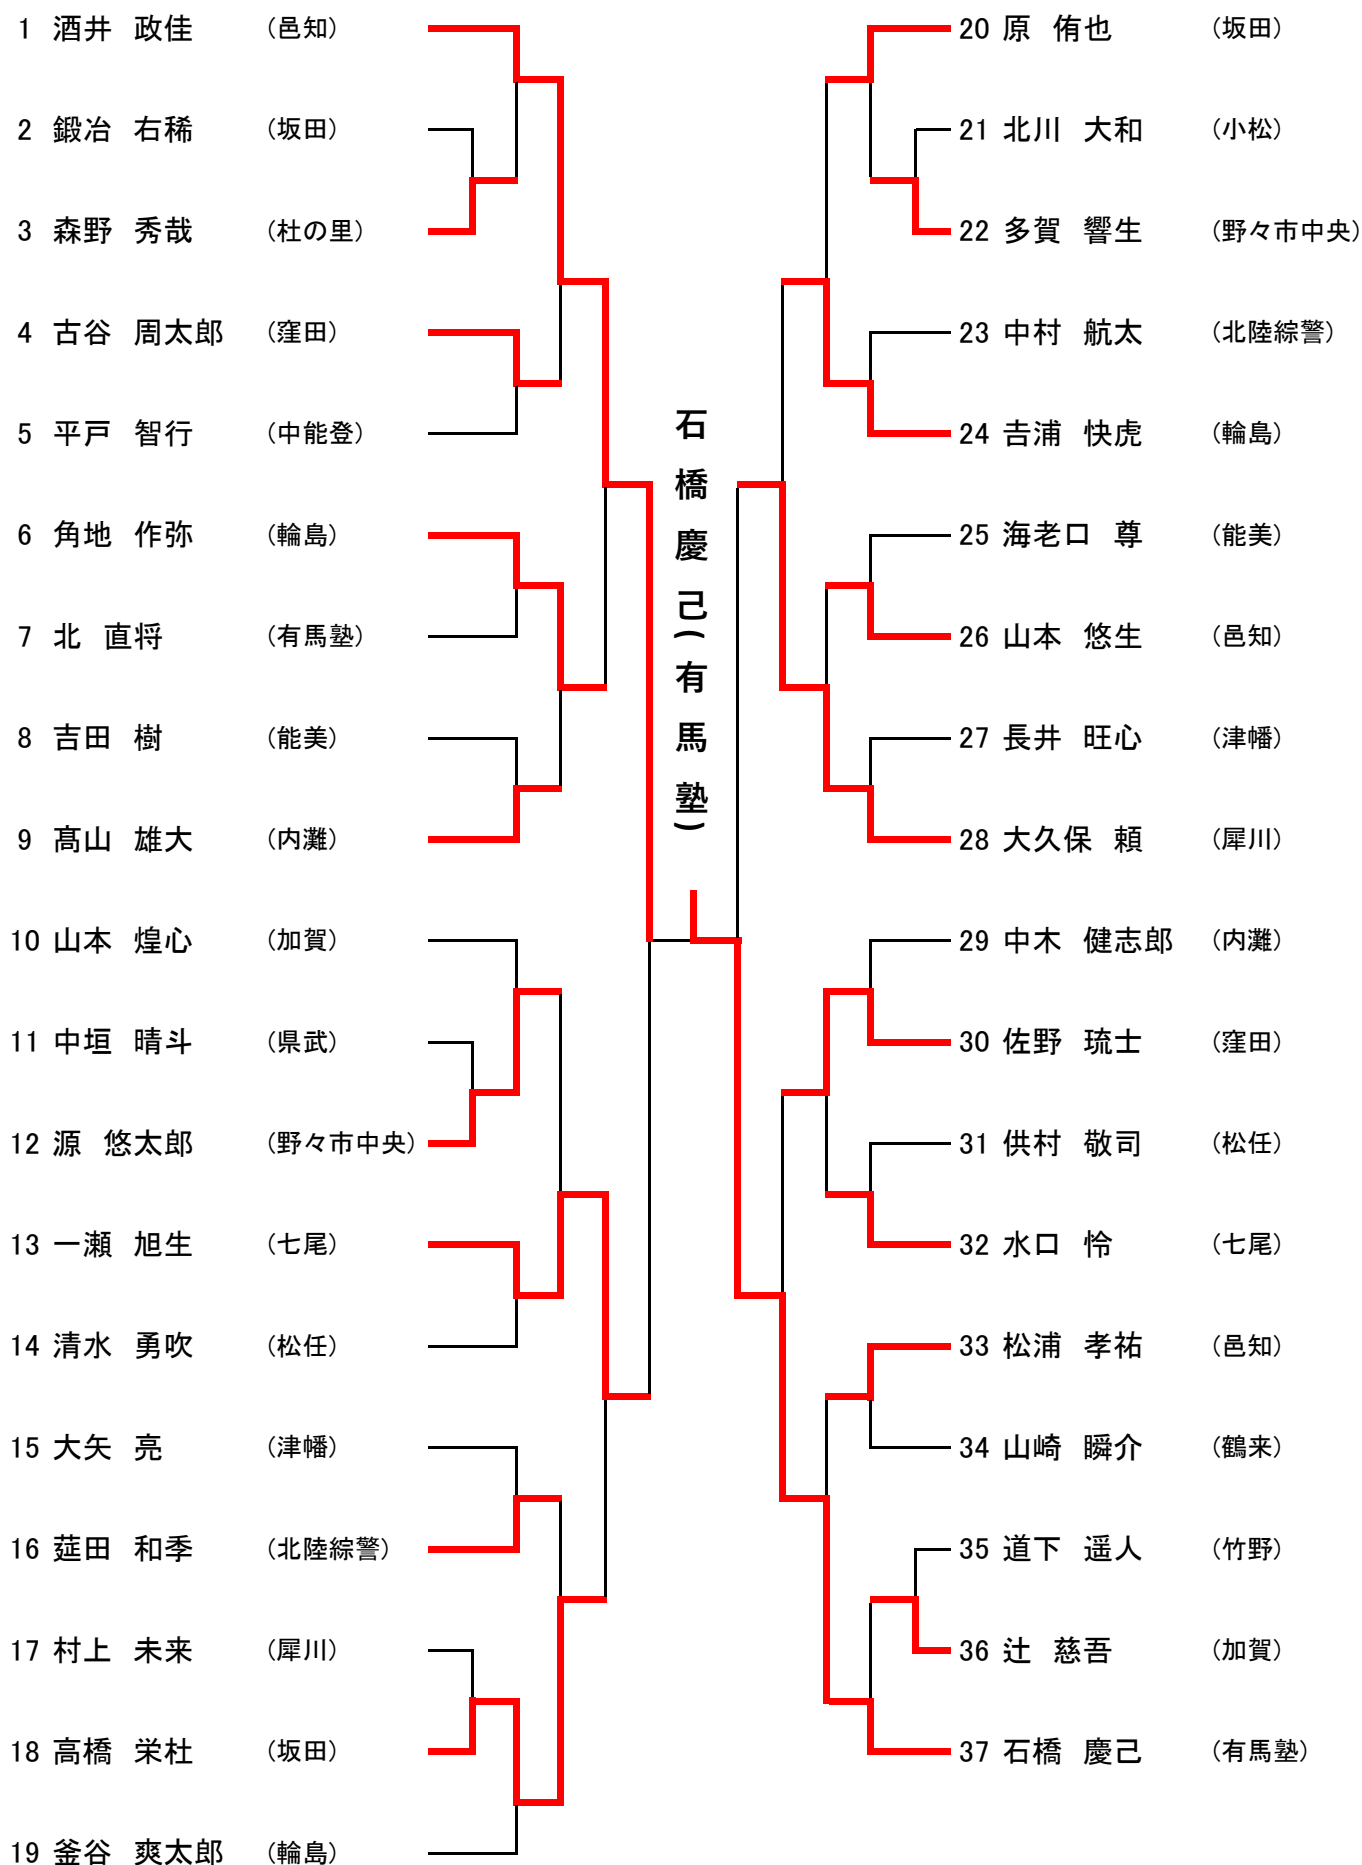 1 酒井 政佳 (邑知)
2 鍛冶 右稀 (坂田)
3 森野 秀哉 (杜の里)
4 古谷 周太郎 (窪田)
5 平戸 智行 (中能登)
6 角地 作弥 (輪島)
7 北 直将 (有馬塾)
8 吉田 樹 (能美)
9 髙山 雄大 (内灘)
10 山本 煌心 (加賀)
11 中垣 晴斗 (県武)
12 源 悠太郎 (野々市中央)
13 一瀬 旭生 (七尾)
14 清水 勇吹 (松任)
15 大矢 亮 (津幡)
16 莚田 和季 (北陸綜警)
17 村上 未来 (犀川)
18 高橋 栄杜 (坂田)
19 釜谷 爽太郎 (輪島)
石橋慶己(有馬塾)
20 原 侑也 (坂田)
21 北川 大和 (小松)
22 多賀 響生 (野々市中央)
23 中村 航太 (北陸綜警)
24 𠮷浦 快虎 (輪島)
25 海老口 尊 (能美)
26 山本 悠生 (邑知)
27 長井 旺心 (津幡)
28 大久保 頼 (犀川)
29 中木 健志郎 (内灘)
30 佐野 琉士 (窪田)
31 供村 敬司 (松任)
32 水口 怜 (七尾)
33 松浦 孝祐 (邑知)
34 山崎 瞬介 (鶴来)
35 道下 遥人 (竹野)
36 辻 慈吾 (加賀)
37 石橋 慶己 (有馬塾)